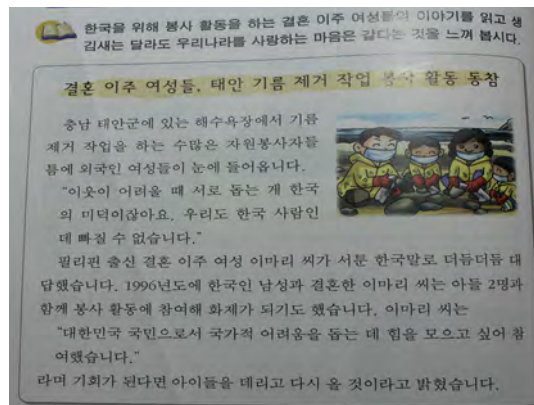 한국을 위해 봉사 활동을 하는 결혼 이주 여성들의 이야기를 읽고 생
김새는 달라도 우리나라를 사랑하는 마음은 같다는 것을 느껴 봅시다.
결혼 이주 여성들, 태안 기름 제거 작업 봉사 활동 동참
충남 태안군에 있는 해수욕장에서 기름
제거 작업을 하는 수많은 자원봉사자들
틈에 외국인 여성들이 눈에 들어옵니다.
“이웃이 어려울 때 서로 돕는 게 한국
의 미덕이잖아요. 우리도 한국 사람인
데 빠질 수 없습니다.”
필리핀 출신 결혼 이주 여성 이마리 씨가 서툰 한국말로 더듬더듬 대
답했습니다. 1996년도에 한국인 남성과 결혼한 이마리 씨는 아들 2명과
함께 봉사 활동에 참여해 화제가 되기도 했습니다. 이마리 씨는
“대한민국 국민으로서 국가적 어려움을 돕는 데 힘을 모으고 싶어 참
여했습니다.”
라며 기회가 된다면 아이들을 데리고 다시 올 것이라고 밝혔습니다.